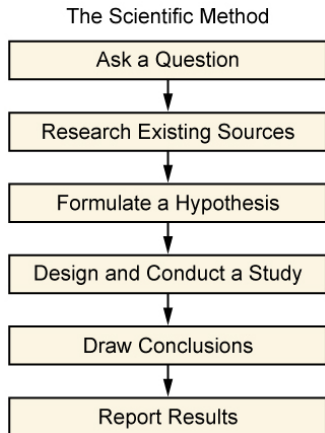 The Scientific Method
Ask a Question
Research Existing Sources
Formulate a Hypothesis
Design and Conduct a Study
Draw Conclusions
Report Results